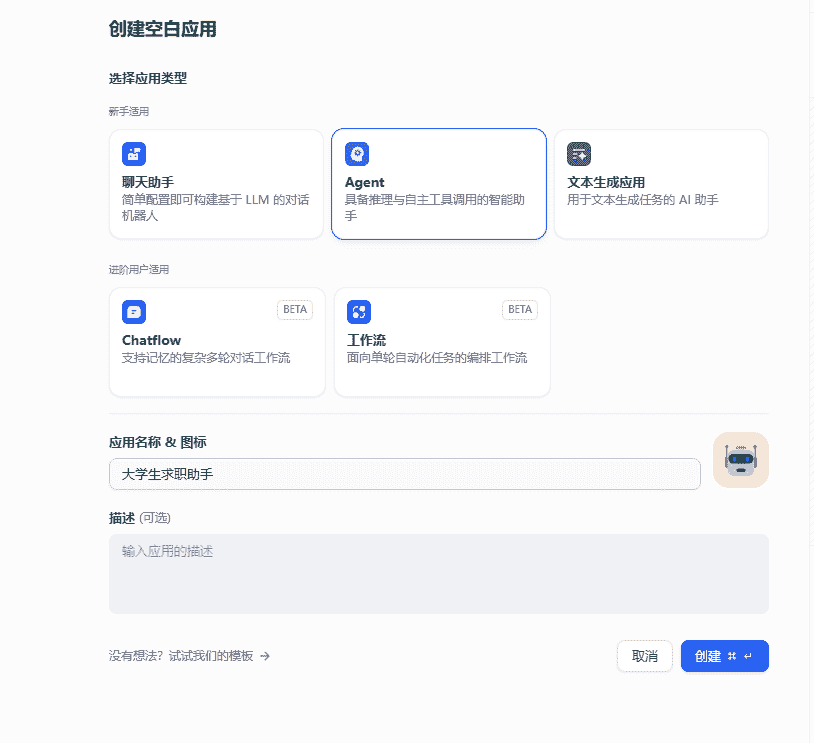 创建空白应用
选择应用类型
新手适用
聊天助手
简单配置即可构建基于 LLM 的对话
机器人
Agent
具备推理与自主工具调用的智能助
手
文本生成应用
用于文本生成任务的 AI 助手
进阶用户适用
BETA
Chatflow
支持记忆的复杂多轮对话工作流
BETA
工作流
面向单轮自动化任务的编排工作流
应用名称 & 图标
大学生求职助手
描述 (可选)
输入应用的描述
没有想法？试试我们的模板 →
取消
创建 ⌘ ↵